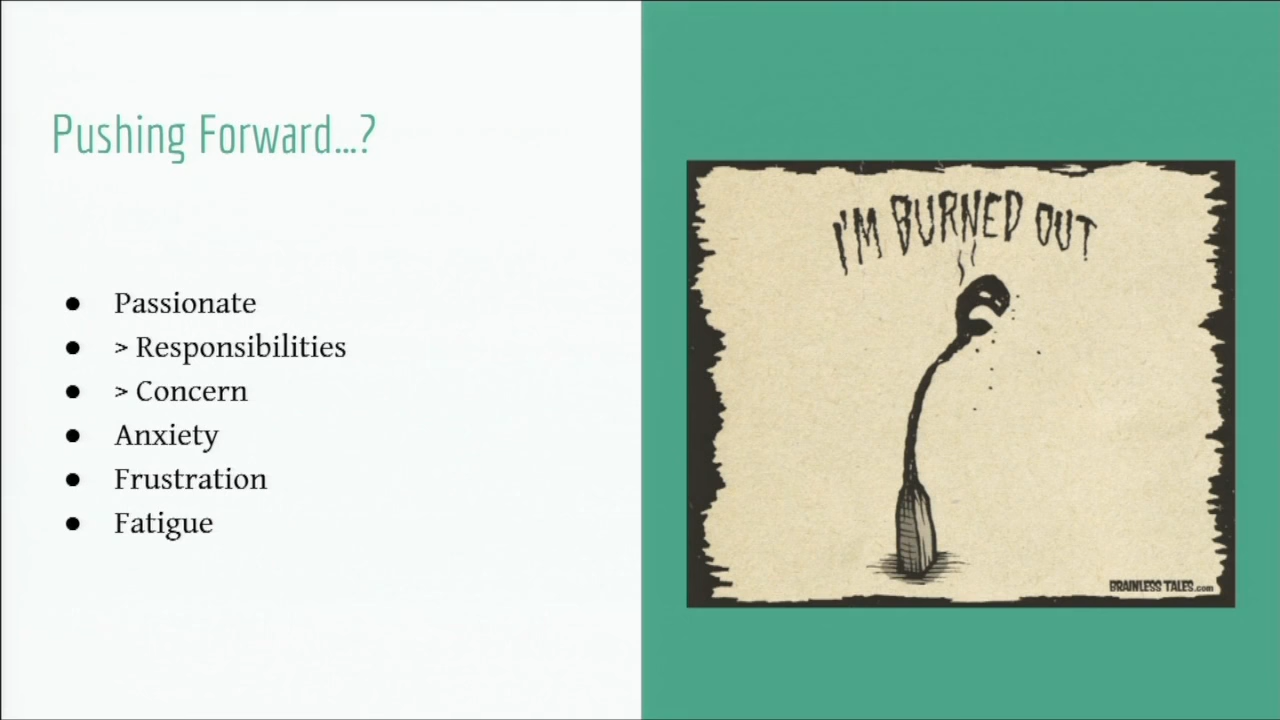 Pushing Forward...?
● Passionate
● > Responsibilities
● > Concern
● Anxiety
● Frustration
● Fatigue
I'M BURNED OUT
BRAINLESS TALES.com